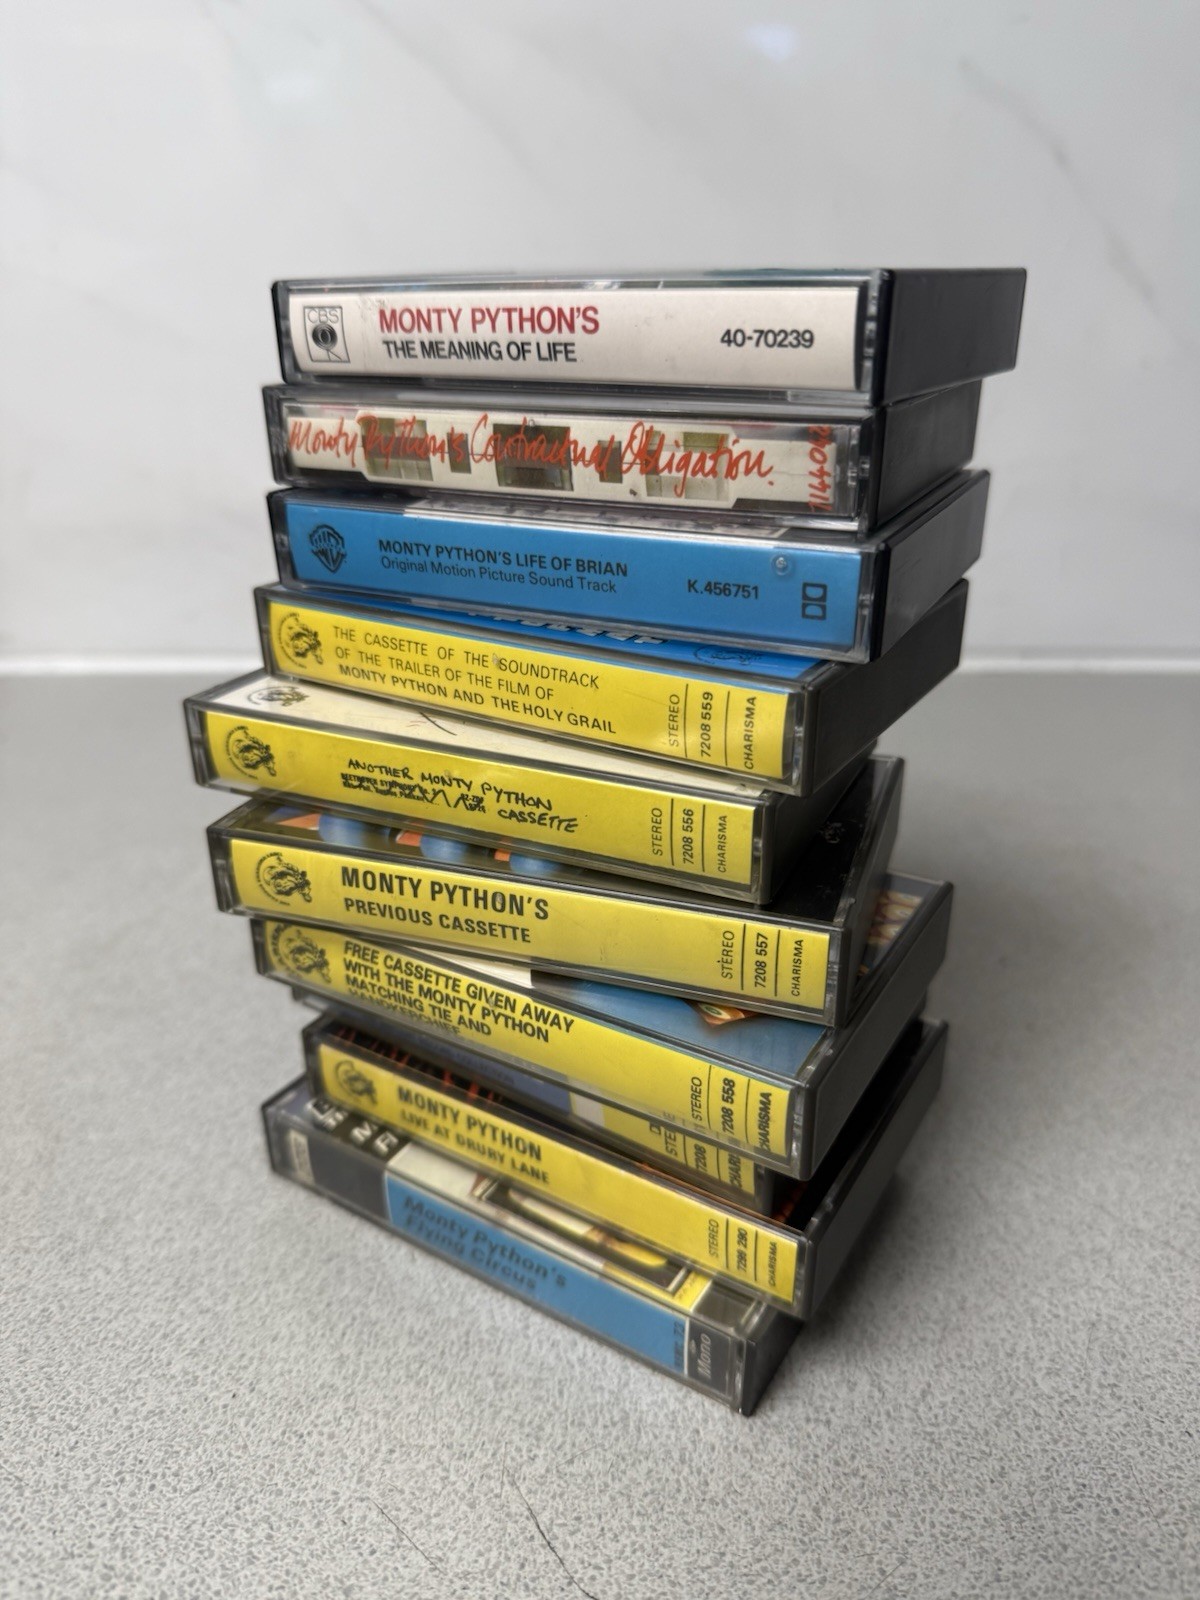 CBS
MONTY PYTHON'S
THE MEANING OF LIFE
40-70239
Monty Python's Contractual Obligation.
7144042
MONTY PYTHON'S LIFE OF BRIAN
Original Motion Picture Sound Track
K.456751
THE CASSETTE OF THE SOUNDTRACK
OF THE TRAILER OF THE FILM OF
MONTY PYTHON AND THE HOLY GRAIL
STEREO
7208 559
CHARISMA
ANOTHER MONTY PYTHON
CASSETTE
STEREO
7208 556
CHARISMA
MONTY PYTHON'S
PREVIOUS CASSETTE
STEREO
7208 557
CHARISMA
FREE CASSETTE GIVEN AWAY
WITH THE MONTY PYTHON
MATCHING TIE AND
HANDKERCHIEF
STEREO
7208 558
CHARISMA
MONTY PYTHON
LIVE AT DRURY LANE
STEREO
CHARISMA
Monty Python's
Flying Circus
Mono